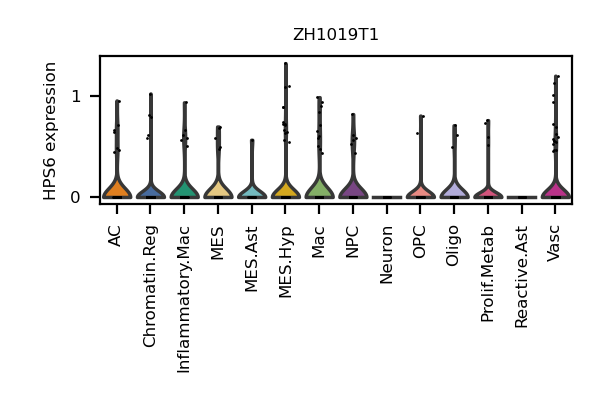 ZH1019T1
HPS6 expression
1
0
AC
Chromatin.Reg
Inflammatory.Mac
MES
MES.Ast
MES.Hyp
Mac
NPC
Neuron
OPC
Oligo
Prolif.Metab
Reactive.Ast
Vasc